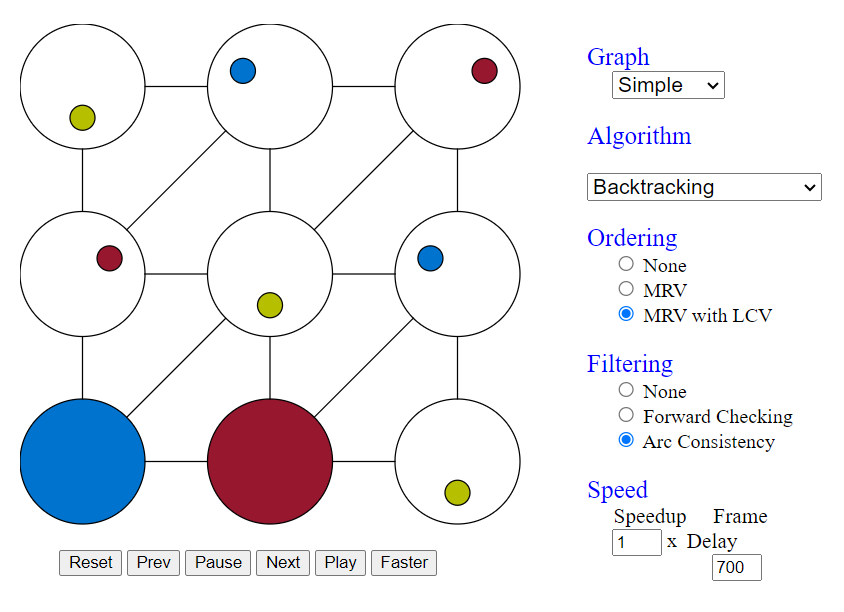 Graph
Simple
Algorithm
Backtracking
Ordering
None
MRV
MRV with LCV
Filtering
None
Forward Checking
Arc Consistency
Speed
Speedup Frame
1 x Delay
700
Reset Prev Pause Next Play Faster